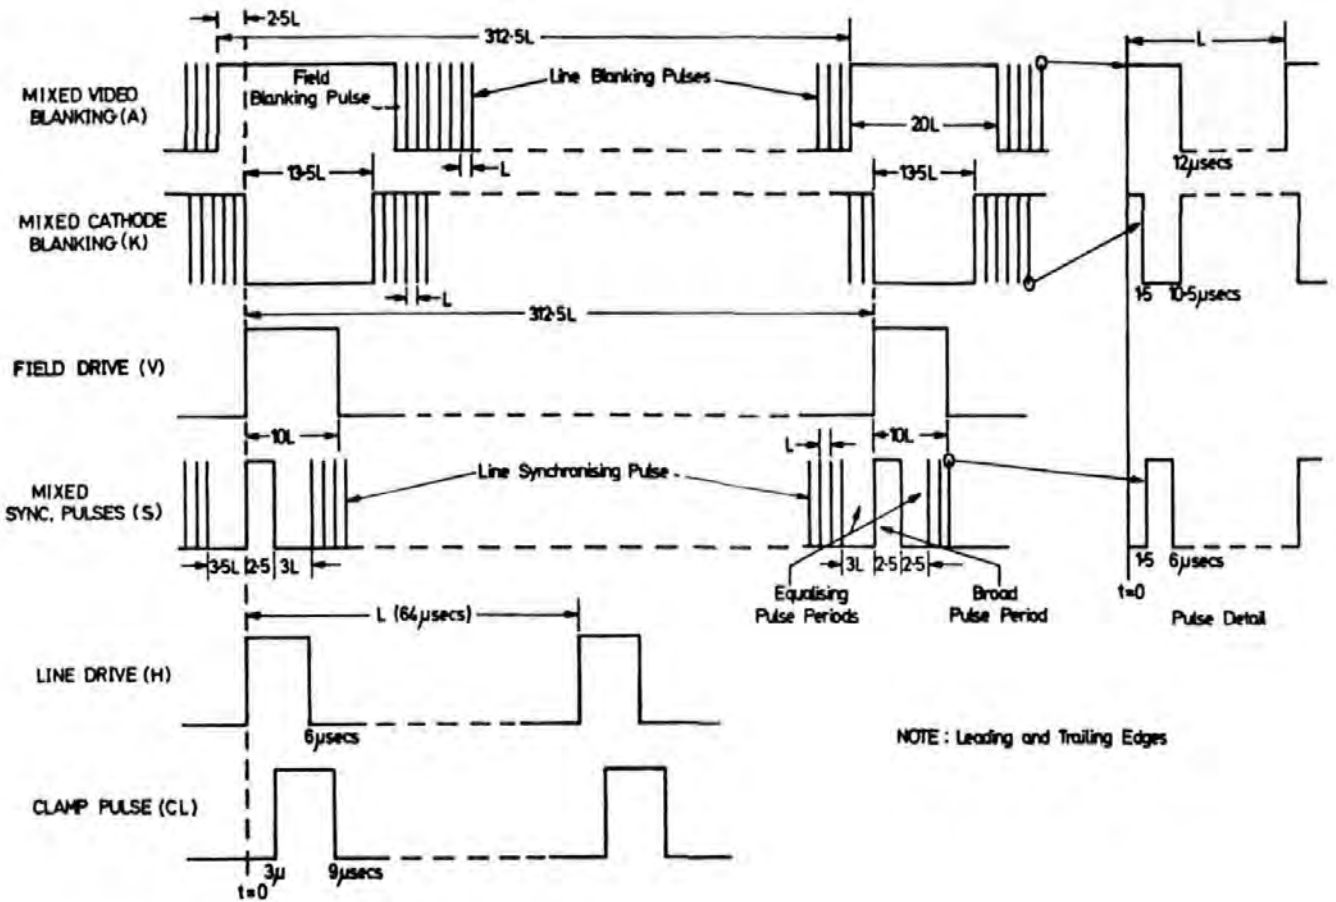 2·5L
312·5L
L
MIXED VIDEO
BLANKING (A)
Field
Blanking Pulse
Line Blanking Pulses
20L
L
12µsecs
MIXED CATHODE
BLANKING (K)
13·5L
13·5L
L
1·5 10·5µsecs
312·5L
FIELD DRIVE (V)
10L
L
10L
MIXED
SYNC. PULSES (S)
Line Synchronising Pulse
3·5L 2·5 3L
3L 2·5 2·5
1·5 6µsecs
Equalising
Pulse Periods
Broad
Pulse Period
t=0
Pulse Detail
L (64µsecs)
LINE DRIVE (H)
6µsecs
NOTE : Leading and Trailing Edges
CLAMP PULSE (CL)
3µ 9µsecs
t=0